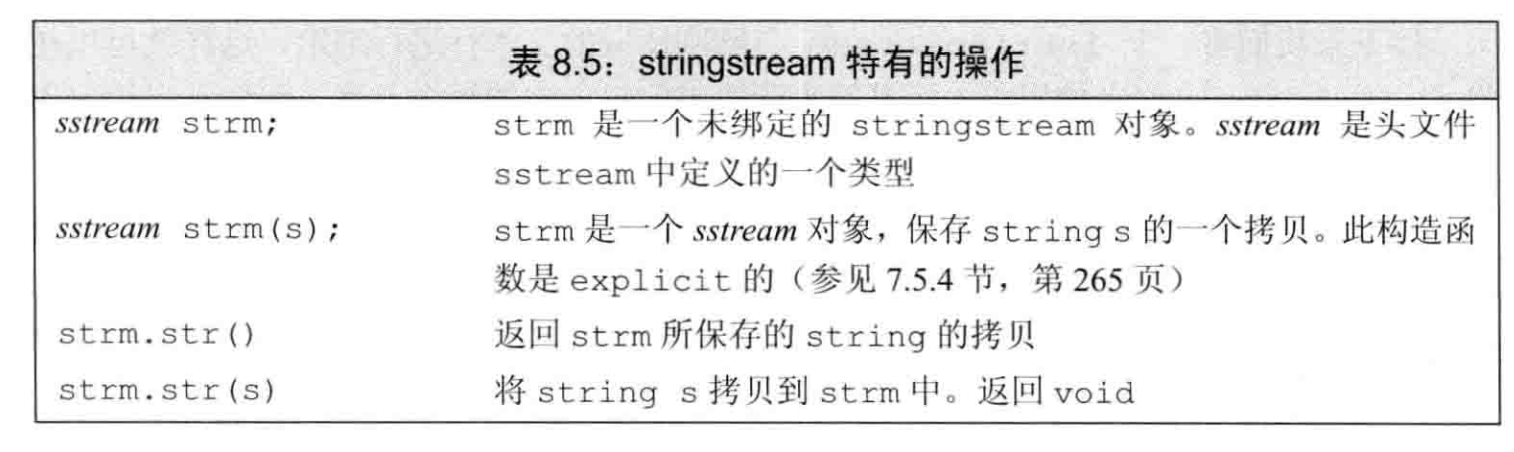 表 8.5：stringstream 特有的操作
sstream strm; strm 是一个未绑定的 stringstream 对象。sstream 是头文件
sstream 中定义的一个类型
sstream strm(s); strm 是一个 sstream 对象，保存 string s 的一个拷贝。此构造函
数是 explicit 的（参见 7.5.4 节，第 265 页）
strm.str() 返回 strm 所保存的 string 的拷贝
strm.str(s) 将 string s 拷贝到 strm 中。返回 void